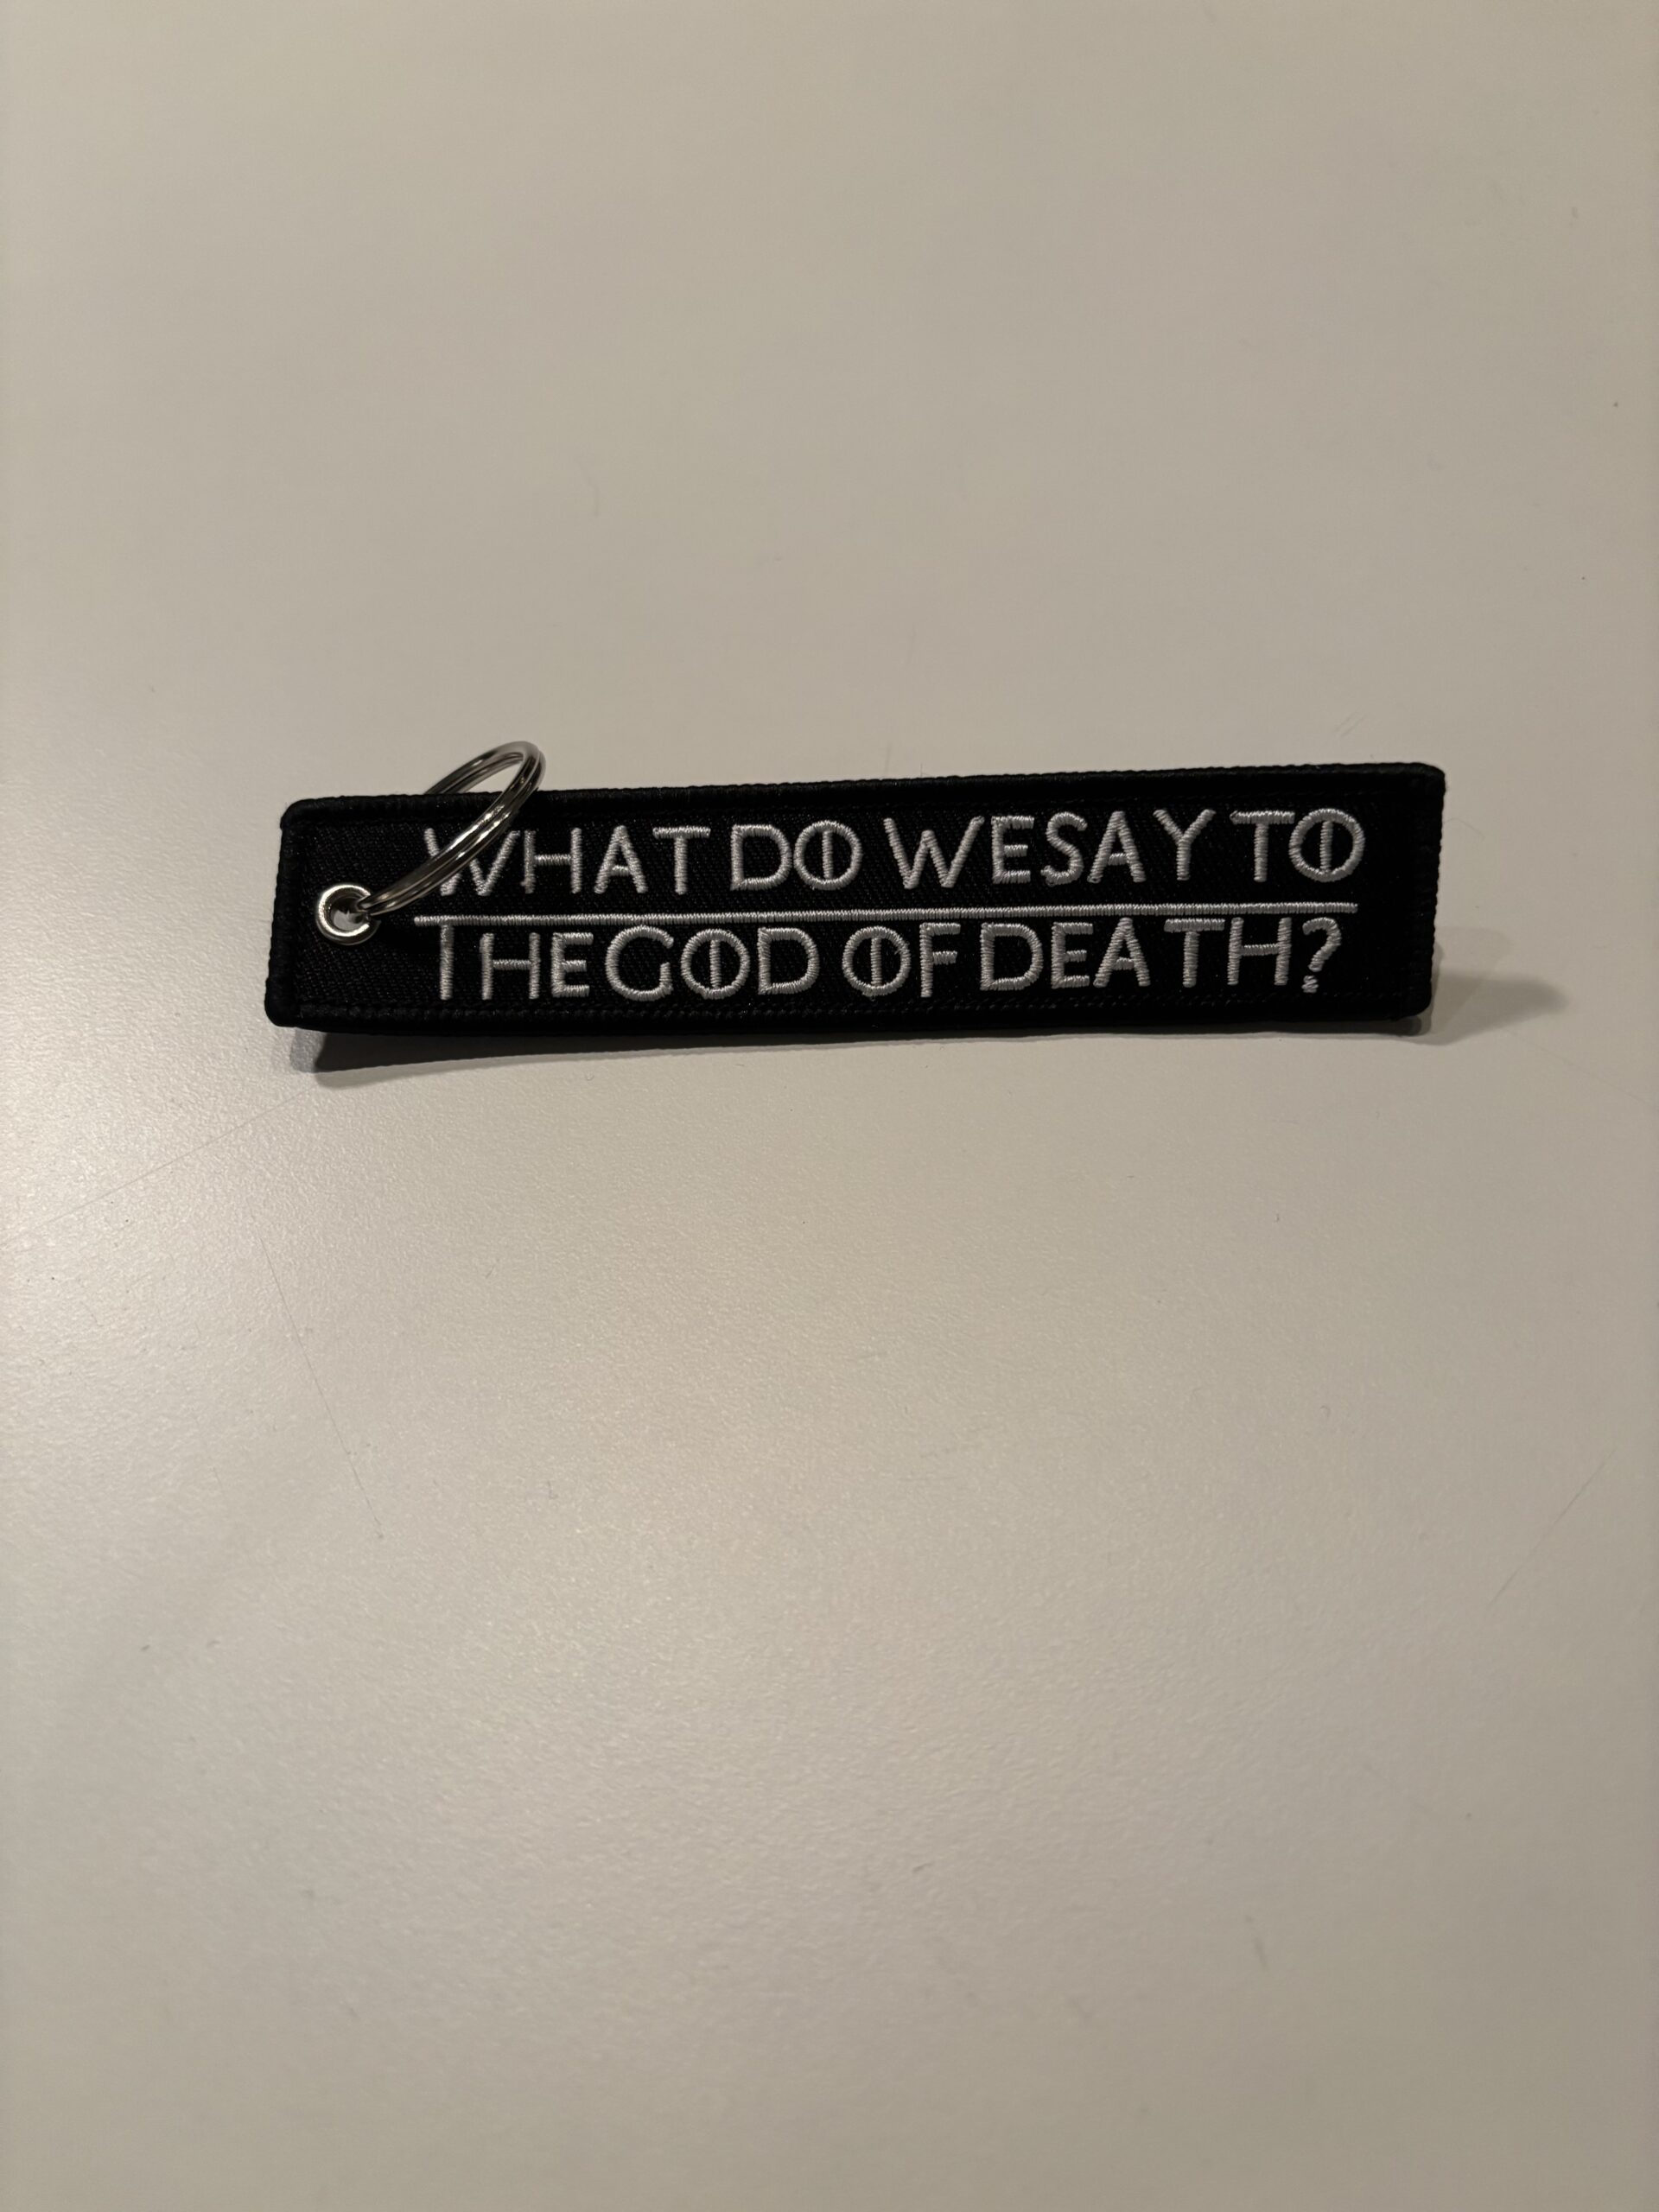 WHAT DO WE SAY TO
THE GOD OF DEATH?